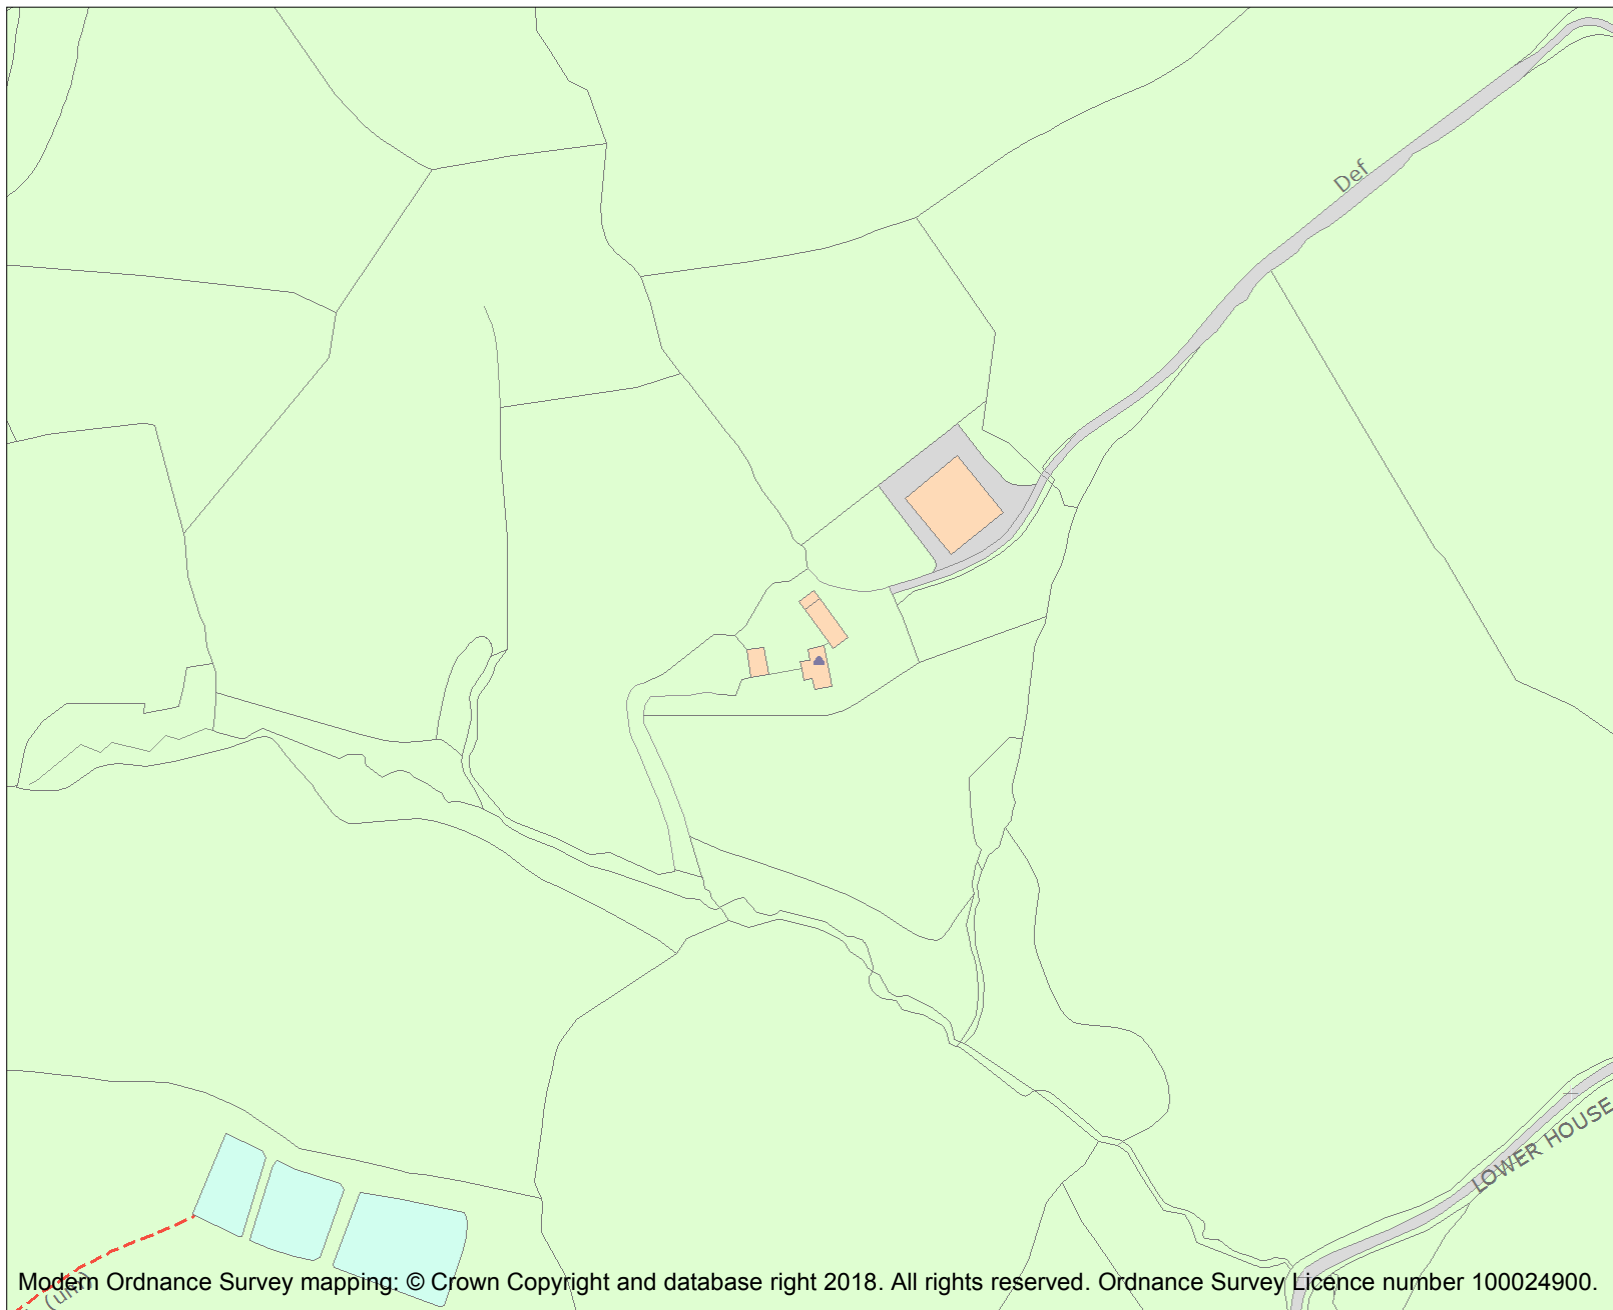 Def
LOWER HOUSE
(um)
Modern Ordnance Survey mapping: © Crown Copyright and database right 2018. All rights reserved. Ordnance Survey Licence number 100024900.